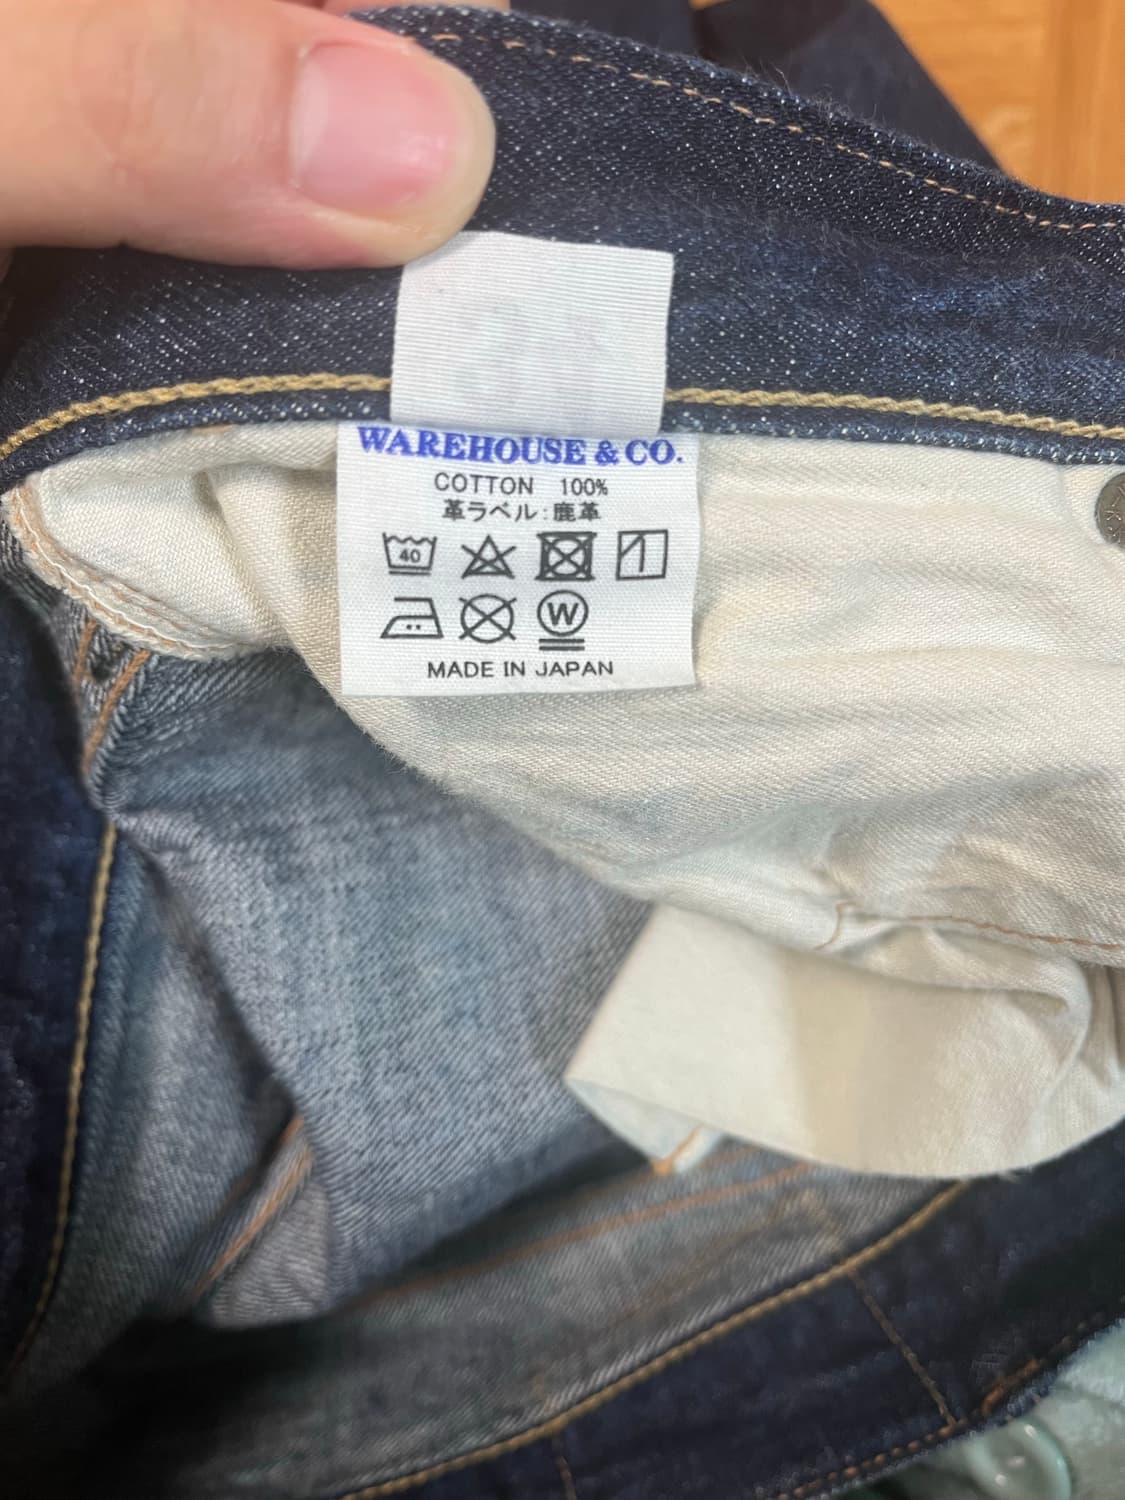 WAREHOUSE & CO.
COTTON 100%
革ラベル:鹿革
40
W
MADE IN JAPAN